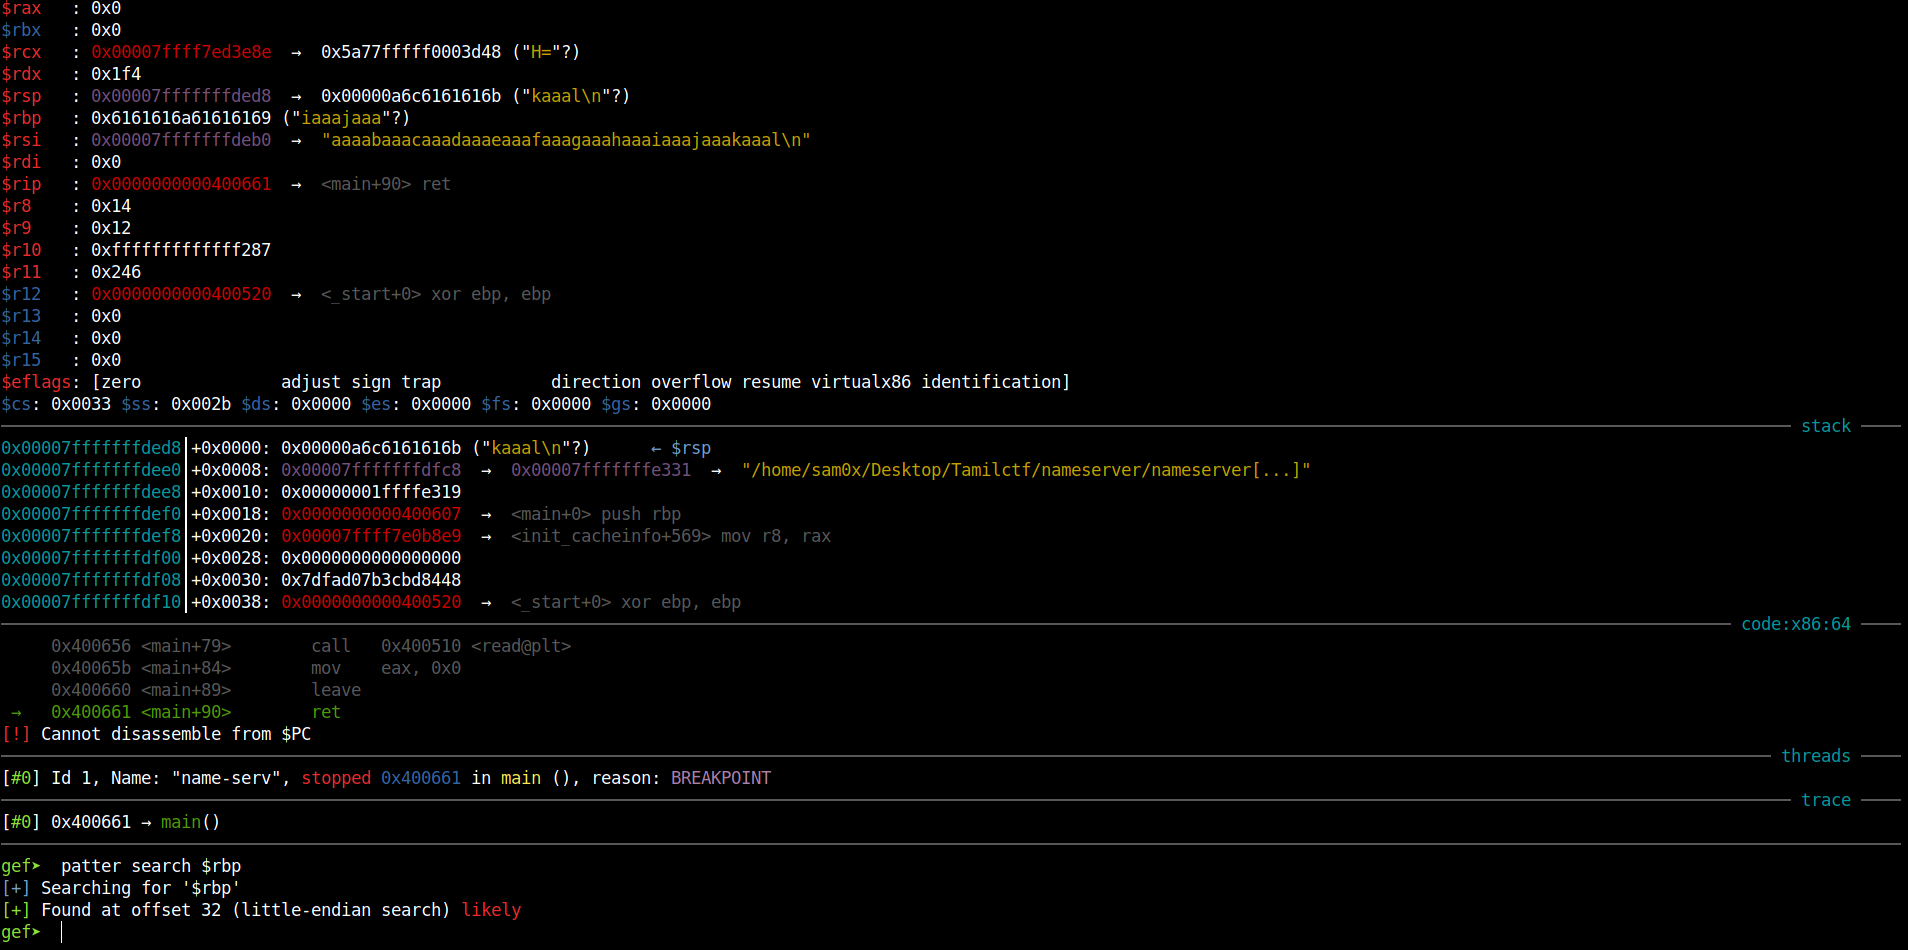 $rax   : 0x0
$rbx   : 0x0
$rcx   : 0x00007ffff7ed3e8e  →  0x5a77fffff0003d48 ("H="?)
$rdx   : 0x1f4
$rsp   : 0x00007fffffffded8  →  0x00000a6c6161616b ("kaaal\n"?)
$rbp   : 0x6161616a61616169 ("iaaajaaa"?)
$rsi   : 0x00007fffffffdeb0  →  "aaaabaaacaaadaaaeaaafaaagaaahaaaiaaajaaakaaal\n"
$rdi   : 0x0
$rip   : 0x0000000000400661  →  <main+90> ret
$r8    : 0x14
$r9    : 0x12
$r10   : 0xfffffffffffff287
$r11   : 0x246
$r12   : 0x0000000000400520  →  <_start+0> xor ebp, ebp
$r13   : 0x0
$r14   : 0x0
$r15   : 0x0
$eflags: [zero              adjust sign trap           direction overflow resume virtualx86 identification]
$cs: 0x0033 $ss: 0x002b $ds: 0x0000 $es: 0x0000 $fs: 0x0000 $gs: 0x0000
stack
0x00007fffffffded8│+0x0000: 0x00000a6c6161616b ("kaaal\n"?)      ← $rsp
0x00007fffffffdee0│+0x0008: 0x00007fffffffdfc8  →  0x00007fffffffe331  →  "/home/sam0x/Desktop/Tamilctf/nameserver/nameserver[...]"
0x00007fffffffdee8│+0x0010: 0x00000001ffffe319
0x00007fffffffdef0│+0x0018: 0x0000000000400607  →  <main+0> push rbp
0x00007fffffffdef8│+0x0020: 0x00007ffff7e0b8e9  →  <init_cacheinfo+569> mov r8, rax
0x00007fffffffdf00│+0x0028: 0x0000000000000000
0x00007fffffffdf08│+0x0030: 0x7dfad07b3cbd8448
0x00007fffffffdf10│+0x0038: 0x0000000000400520  →  <_start+0> xor ebp, ebp
code:x86:64
     0x400656 <main+79>        call   0x400510 <read@plt>
     0x40065b <main+84>        mov    eax, 0x0
     0x400660 <main+89>        leave
 →   0x400661 <main+90>        ret
[!] Cannot disassemble from $PC
threads
[#0] Id 1, Name: "name-serv", stopped 0x400661 in main (), reason: BREAKPOINT
trace
[#0] 0x400661 → main()
gef➤  patter search $rbp
[+] Searching for '$rbp'
[+] Found at offset 32 (little-endian search) likely
gef➤